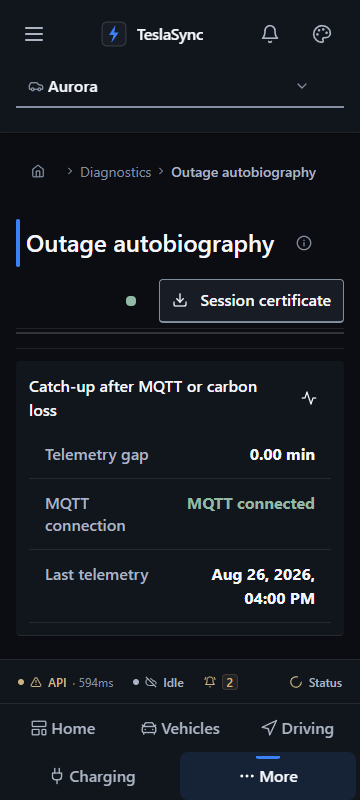 TeslaSync
Aurora
Diagnostics Outage autobiography
Outage autobiography
Session certificate
Catch-up after MQTT or carbon
loss
Telemetry gap 0.00 min
MQTT MQTT connected
connection
Last telemetry Aug 26, 2026,
04:00 PM
API · 594ms Idle 2 Status
Home Vehicles Driving
Charging More